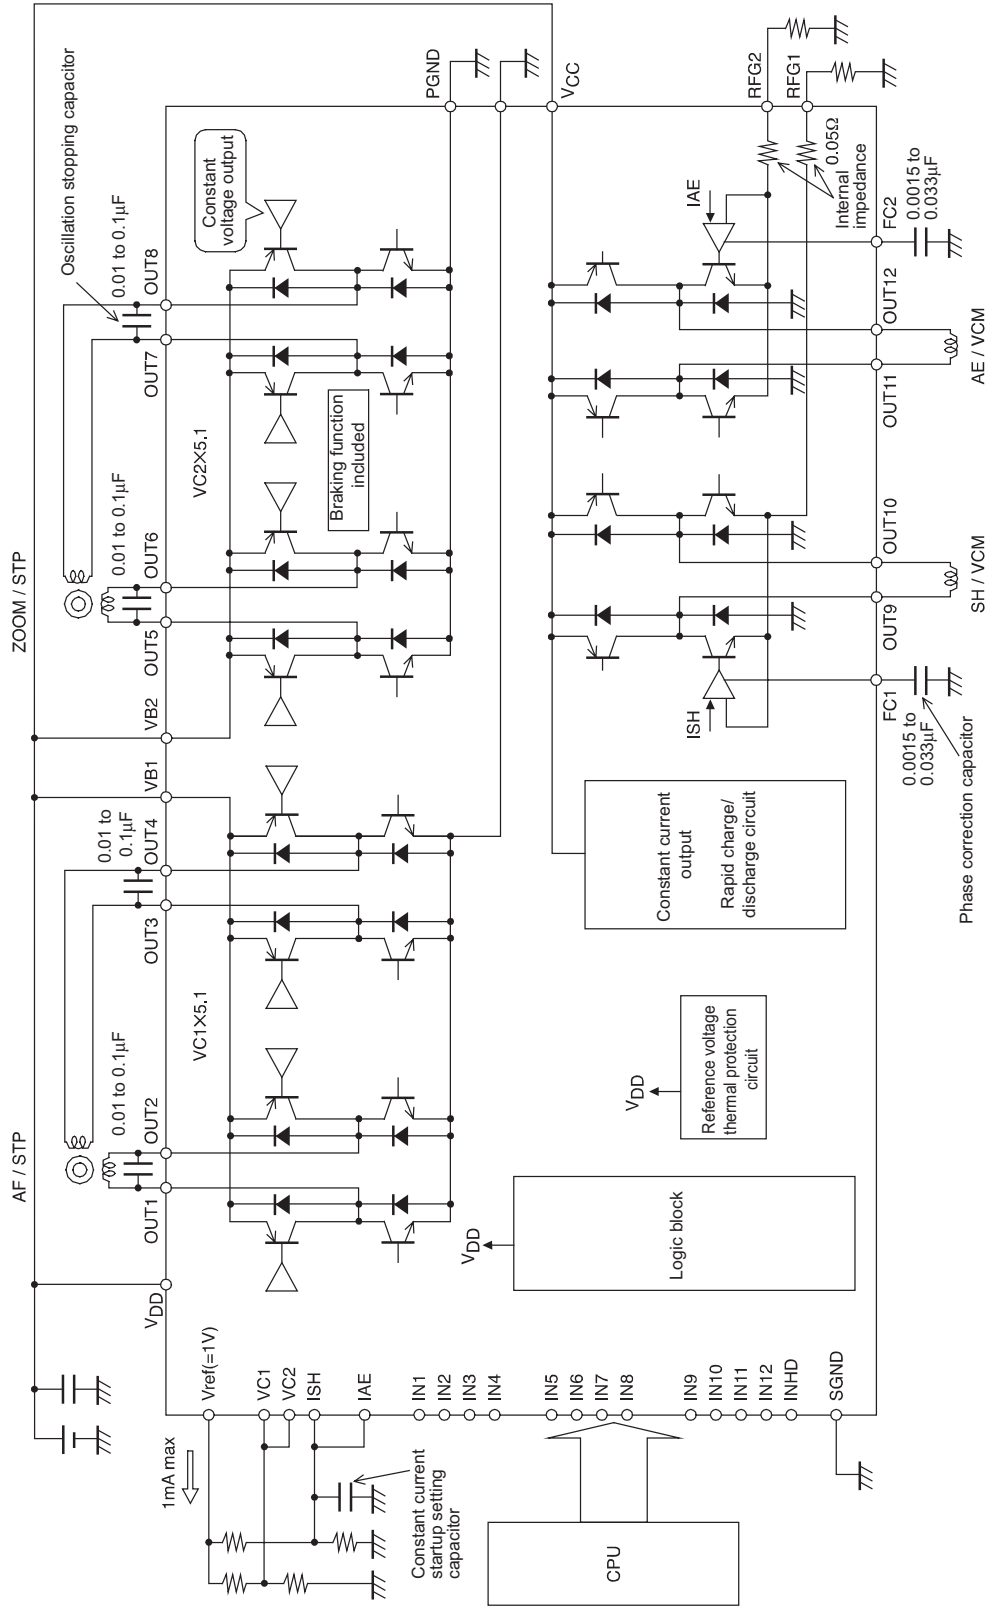 AF / STP
ZOOM / STP
Oscillation stopping capacitor
0.01 to 0.1µF
0.01 to
0.1µF
0.01 to 0.1µF
0.01 to 0.1µF
VDD
OUT1
OUT2
OUT3
OUT4
VB1
VB2
OUT5
OUT6
OUT7
OUT8
PGND
VCC
VC1X5.1
VC2X5.1
Constant
voltage output
Braking function
included
1mA max
Vref(=1V)
VC1
VC2
ISH
IAE
IN1
IN2
IN3
IN4
IN5
IN6
IN7
IN8
IN9
IN10
IN11
IN12
INHD
SGND
Constant current
startup setting
capacitor
CPU
VDD
Logic block
VDD
Reference voltage
thermal protection
circuit
Constant current
output
Rapid charge/
discharge circuit
ISH
IAE
RFG2
RFG1
0.05Ω
Internal
impedance
FC1
OUT9
OUT10
OUT11
OUT12
FC2
0.0015 to
0.033µF
0.0015 to
0.033µF
Phase correction capacitor
SH / VCM
AE / VCM